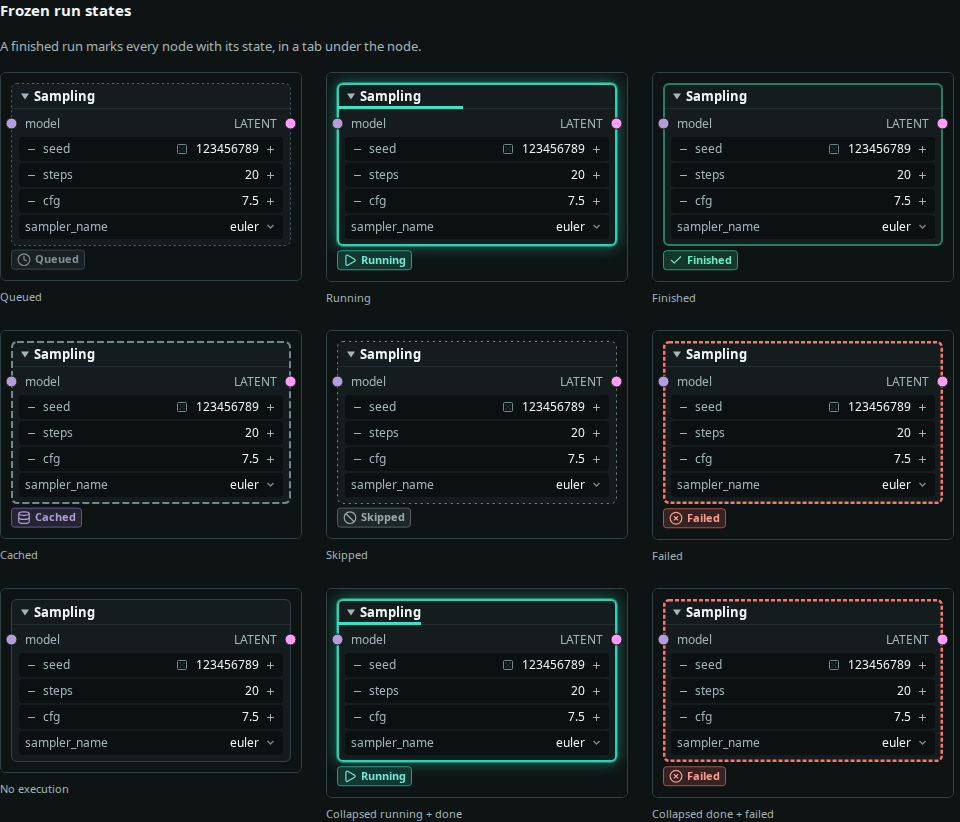 Frozen run states
A finished run marks every node with its state, in a tab under the node.
Sampling
model LATENT
− seed 123456789 +
− steps 20 +
− cfg 7.5 +
sampler_name euler
Queued
Queued
Sampling
model LATENT
− seed 123456789 +
− steps 20 +
− cfg 7.5 +
sampler_name euler
Running
Running
Sampling
model LATENT
− seed 123456789 +
− steps 20 +
− cfg 7.5 +
sampler_name euler
Finished
Finished
Sampling
model LATENT
− seed 123456789 +
− steps 20 +
− cfg 7.5 +
sampler_name euler
Cached
Cached
Sampling
model LATENT
− seed 123456789 +
− steps 20 +
− cfg 7.5 +
sampler_name euler
Skipped
Skipped
Sampling
model LATENT
− seed 123456789 +
− steps 20 +
− cfg 7.5 +
sampler_name euler
Failed
Failed
Sampling
model LATENT
− seed 123456789 +
− steps 20 +
− cfg 7.5 +
sampler_name euler
No execution
Sampling
model LATENT
− seed 123456789 +
− steps 20 +
− cfg 7.5 +
sampler_name euler
Running
Collapsed running + done
Sampling
model LATENT
− seed 123456789 +
− steps 20 +
− cfg 7.5 +
sampler_name euler
Failed
Collapsed done + failed